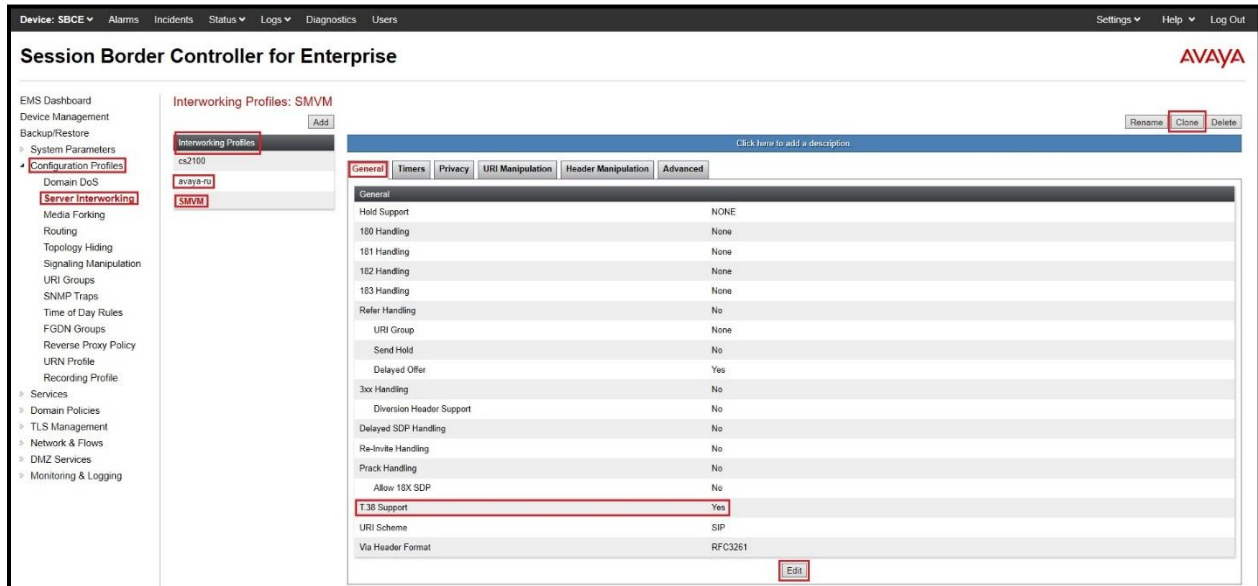 Device: SBCE Alarms Incidents Status Logs Diagnostics Users Settings Help Log Out
Session Border Controller for Enterprise
AVAYA
EMS Dashboard
Device Management
Backup/Restore
System Parameters
Configuration Profiles
Domain DoS
Server Interworking
Media Forking
Routing
Topology Hiding
Signaling Manipulation
URI Groups
SNMP Traps
Time of Day Rules
FGDN Groups
Reverse Proxy Policy
URN Profile
Recording Profile
Services
Domain Policies
TLS Management
Network & Flows
DMZ Services
Monitoring & Logging
Interworking Profiles: SMVM
Add
Rename Clone Delete
Interworking Profiles
cs2100
avaya-ru
SMVM
Click here to add a description.
General Timers Privacy URI Manipulation Header Manipulation Advanced
General
Hold Support NONE
180 Handling None
181 Handling None
182 Handling None
183 Handling None
Refer Handling No
URI Group None
Send Hold No
Delayed Offer Yes
3xx Handling No
Diversion Header Support No
Delayed SDP Handling No
Re-Invite Handling No
Prack Handling No
Allow 18X SDP No
T.38 Support Yes
URI Scheme SIP
Via Header Format RFC3261
Edit